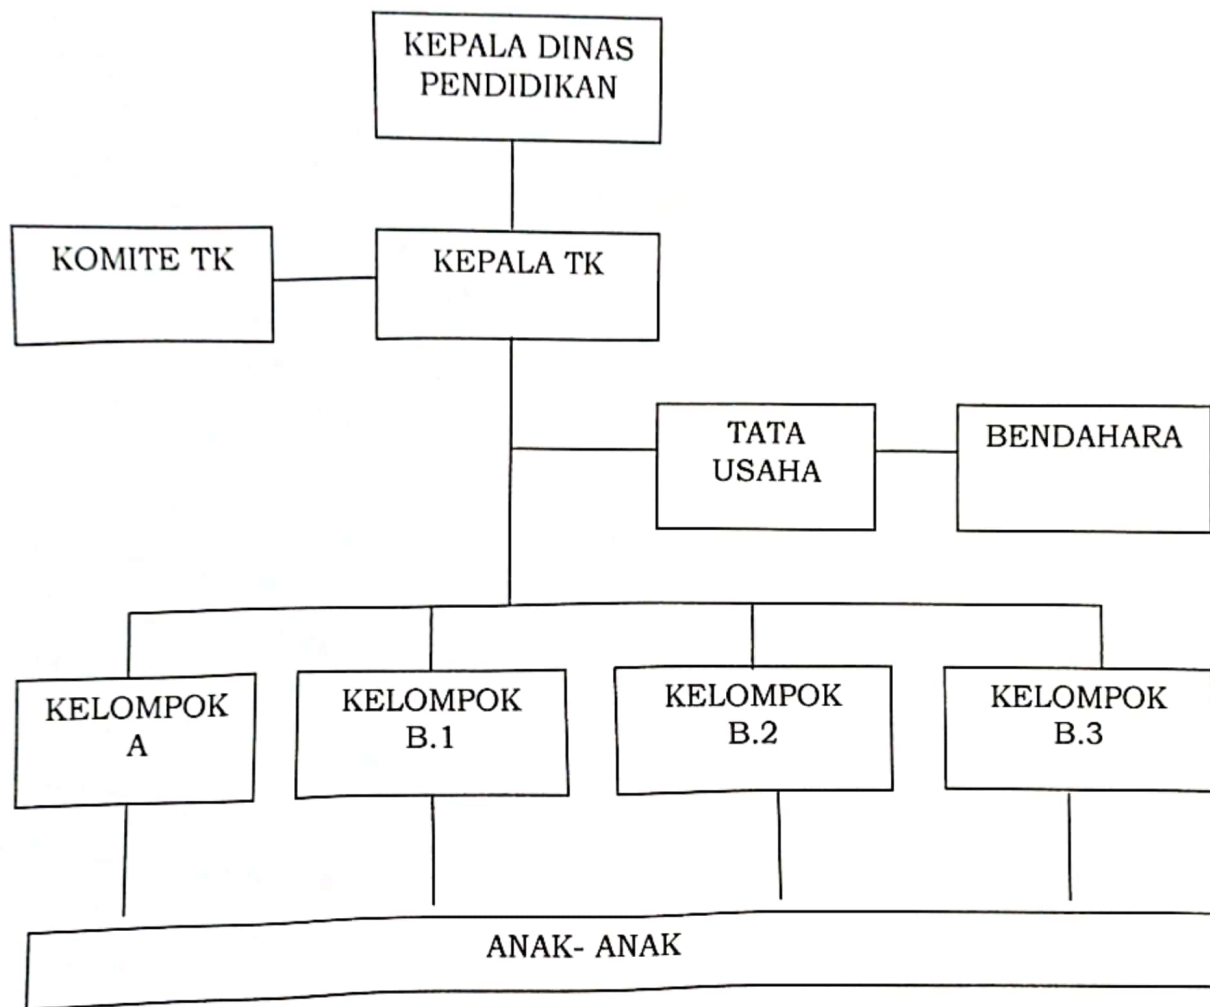 KEPALA DINAS
PENDIDIKAN
KOMITE TK
KEPALA TK
TATA
USAHA
BENDAHARA
KELOMPOK
A
KELOMPOK
B.1
KELOMPOK
B.2
KELOMPOK
B.3
ANAK- ANAK